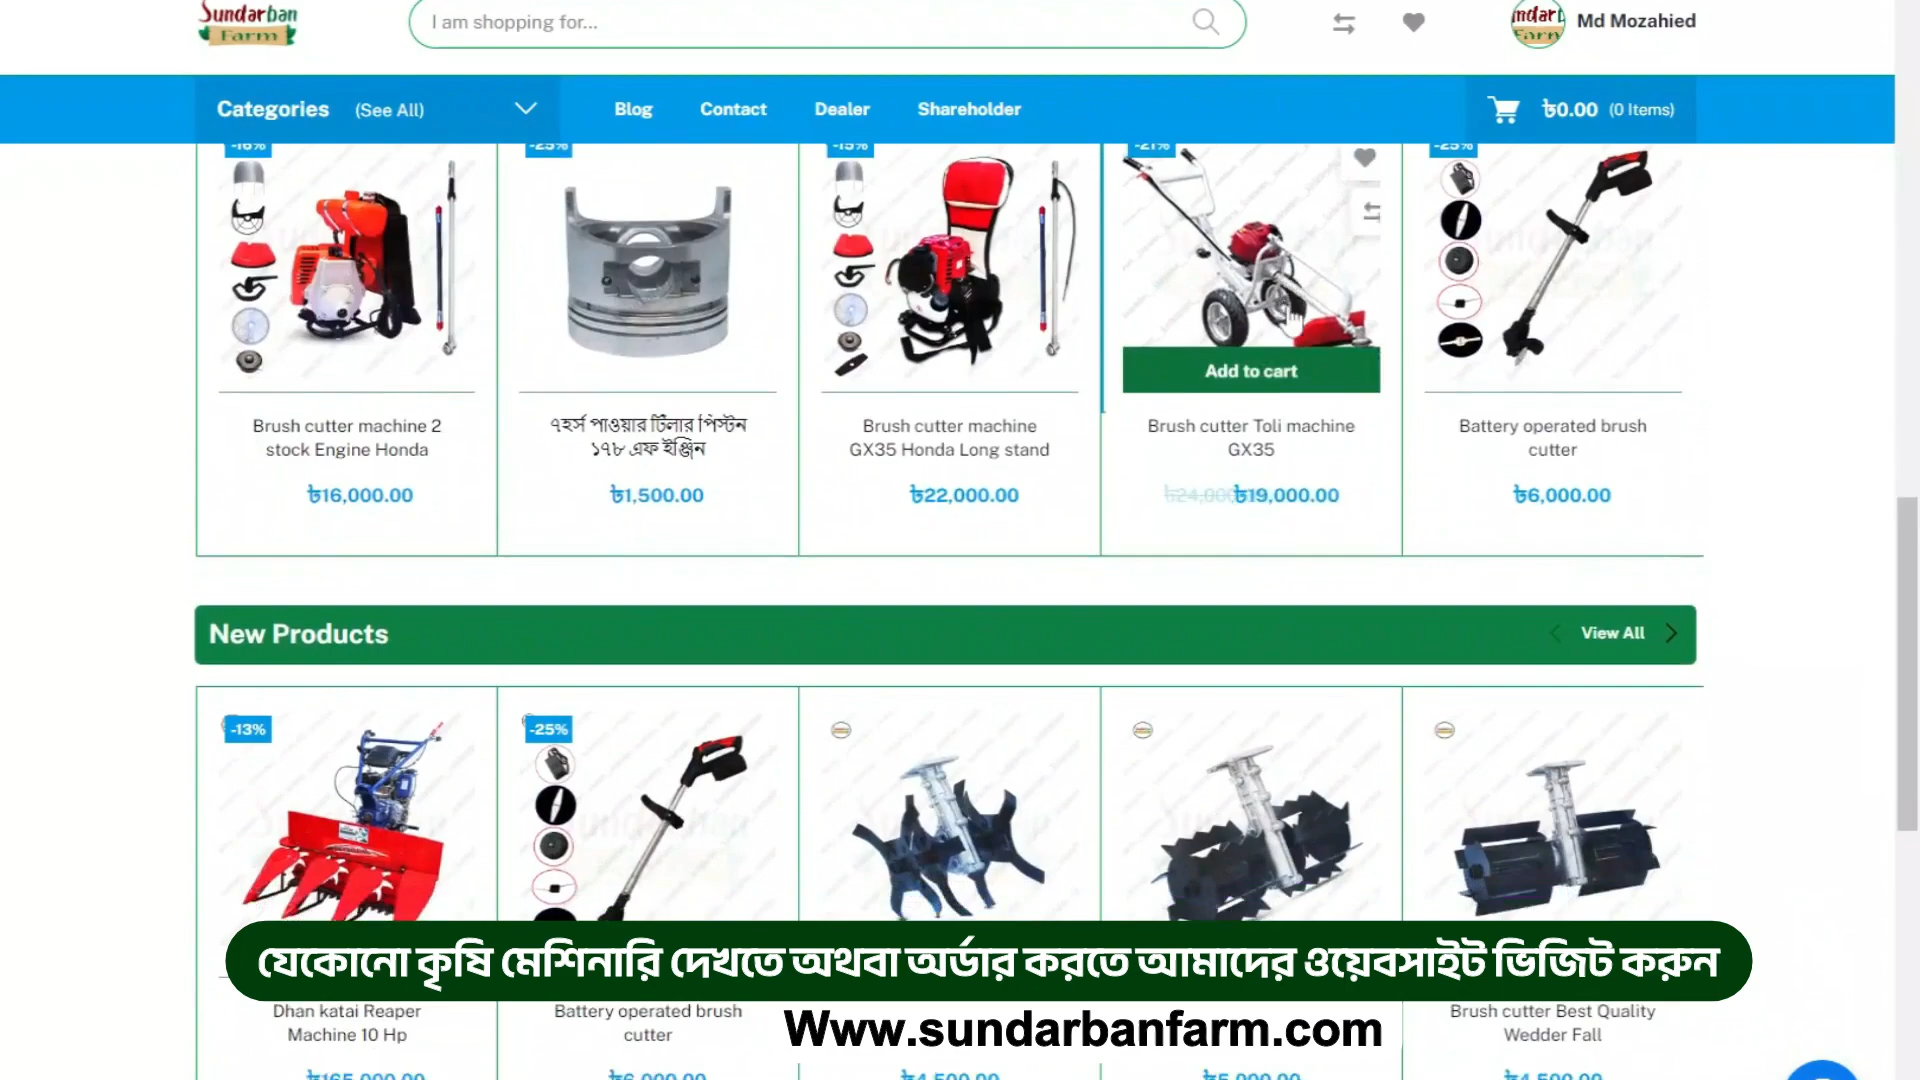 Sundarban
Farm
I am shopping for...
Md Mozahied
Categories (See All)
Blog
Contact
Dealer
Shareholder
৳0.00 (0 Items)
-16%
-25%
-15%
-21%
-25%
Add to cart
Brush cutter machine 2
stock Engine Honda
৳16,000.00
৭হর্স পাওয়ার টিলার পিস্টন
১৭৮ এফ ইঞ্জিন
৳1,500.00
Brush cutter machine
GX35 Honda Long stand
৳22,000.00
Brush cutter Toli machine
GX35
৳24,000 ৳19,000.00
Battery operated brush
cutter
৳6,000.00
New Products
View All
-13%
-25%
যেকোনো কৃষি মেশিনারি দেখতে অথবা অর্ডার করতে আমাদের ওয়েবসাইট ভিজিট করুন
Dhan katai Reaper
Machine 10 Hp
Battery operated brush
cutter
Www.sundarbanfarm.com
Brush cutter Best Quality
Wedder Fall
৳165,000.00
৳6,000.00
৳4,500.00
৳5,000.00
৳4,500.00